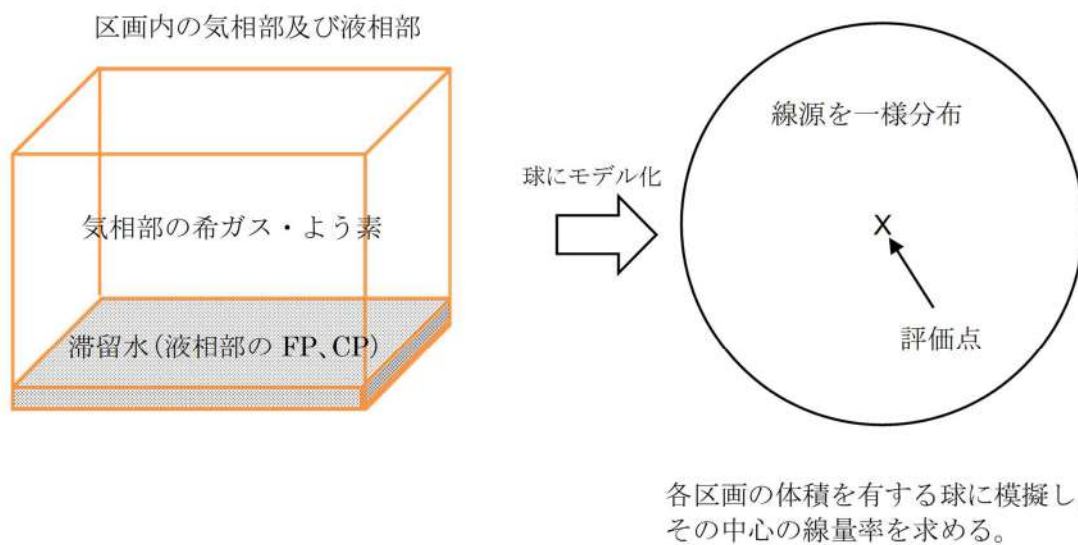 区画内の気相部及び液相部
気相部の希ガス・よう素
滞留水(液相部の FP、CP)
球にモデル化
線源を一様分布
X
評価点
各区画の体積を有する球に模擬し
その中心の線量率を求める。